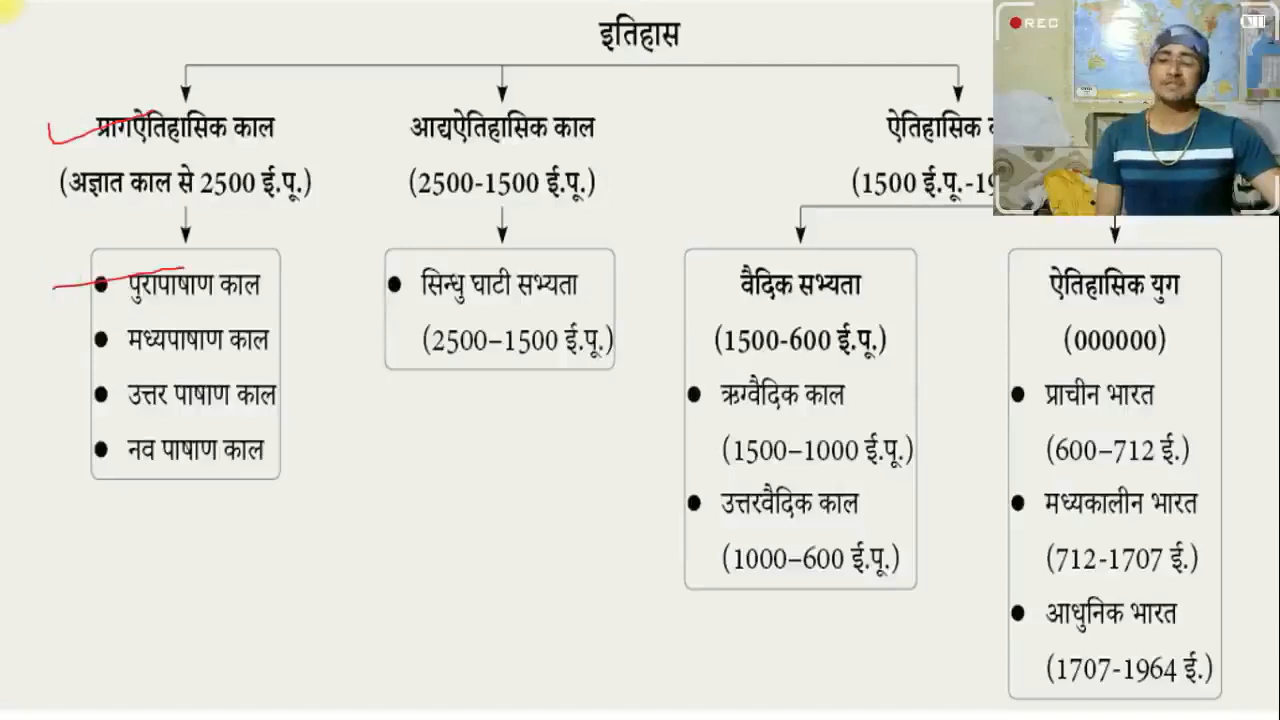 इतिहास
REC
प्रागऐतिहासिक काल
(अज्ञात काल से 2500 ई.पू.)
पुरापाषाण काल
मध्यपाषाण काल
उत्तर पाषाण काल
नव पाषाण काल
आद्यऐतिहासिक काल
(2500-1500 ई.पू.)
सिन्धु घाटी सभ्यता
(2500–1500 ई.पू.)
ऐतिहासिक
(1500 ई.पू.-19
वैदिक सभ्यता
(1500-600 ई.पू.)
ऋग्वैदिक काल
(1500–1000 ई.पू.)
उत्तरवैदिक काल
(1000–600 ई.पू.)
ऐतिहासिक युग
(000000)
प्राचीन भारत
(600–712 ई.)
मध्यकालीन भारत
(712-1707 ई.)
आधुनिक भारत
(1707-1964 ई.)